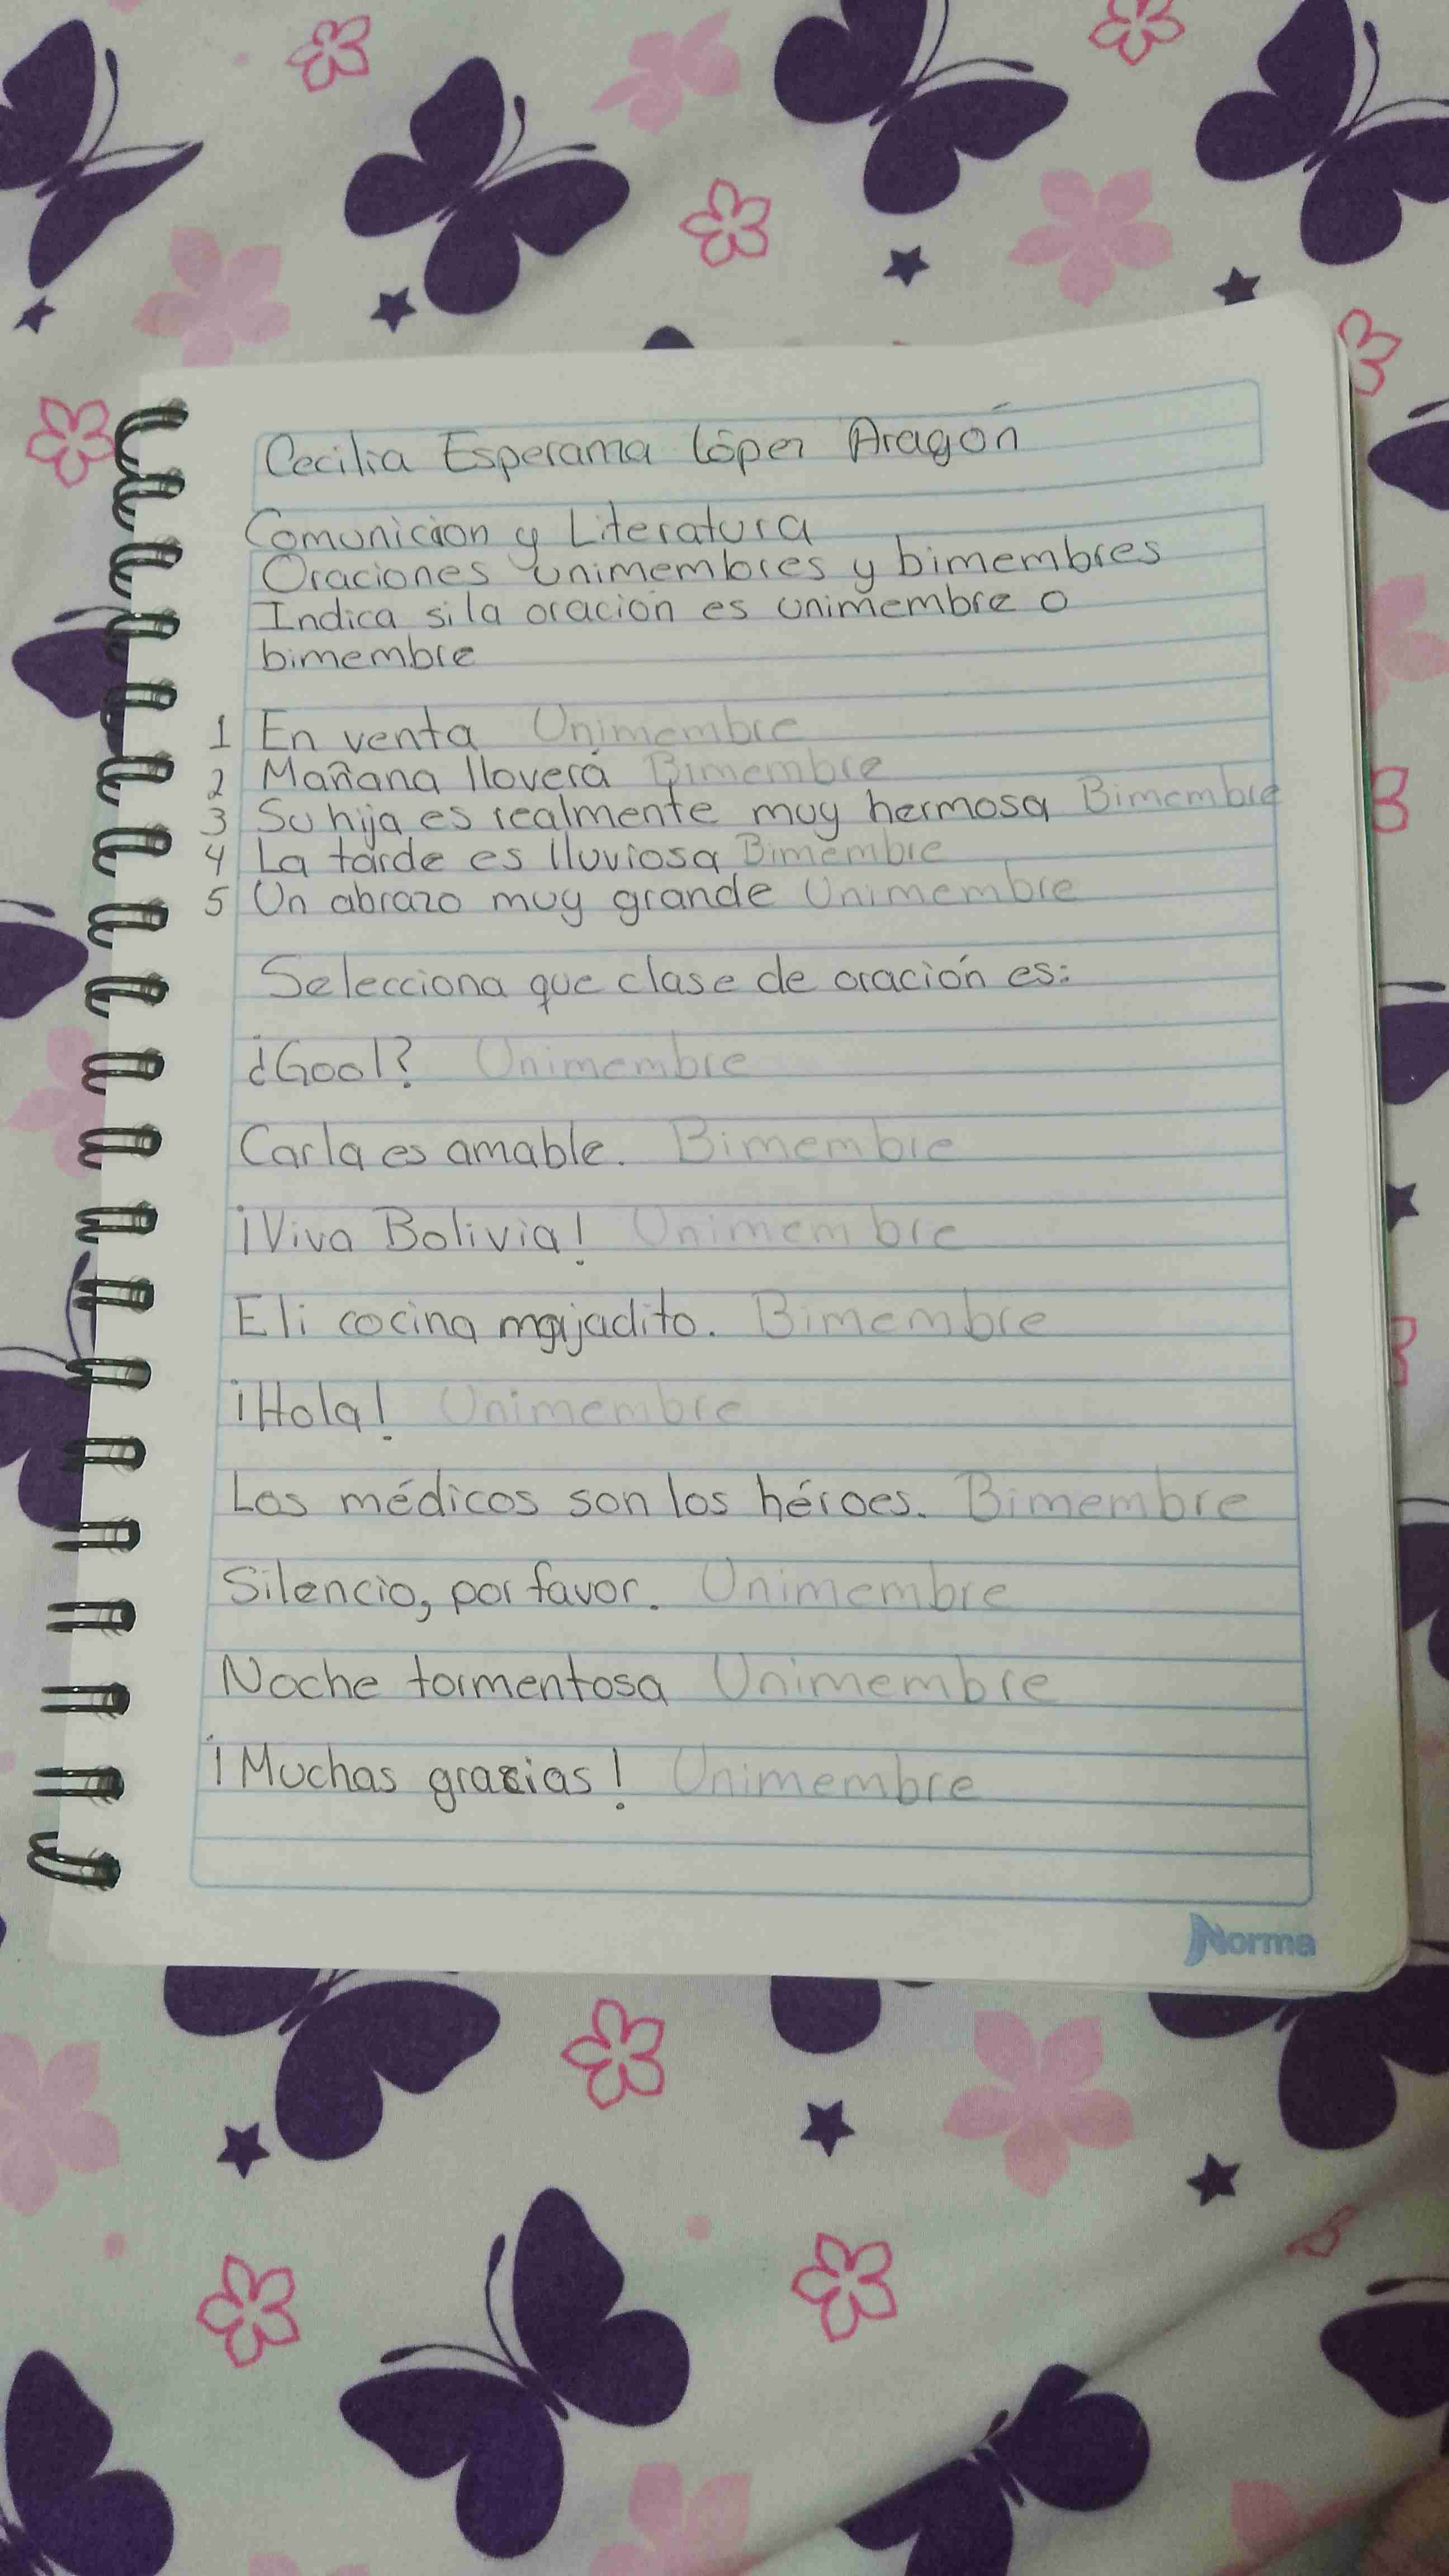 Cecilia Esperanza López Aragón
Comunicion y Literatura
Oraciones unimembres y bimembres
Indica si la oración es unimembre o
bimembre
1 En venta Unimembre
2 Mañana lloverá Bimembre
3 Su hija es realmente muy hermosa Bimembre
4 La tarde es lluviosa Bimembre
5 Un abrazo muy grande Unimembre
Selecciona que clase de oración es:
¿Gool? Unimembre
Carla es amable. Bimembre
¡Viva Bolivia! Unimembre
Eli cocina majadito. Bimembre
¡Hola! Unimembre
Los médicos son los héroes. Bimembre
Silencio, por favor. Unimembre
Noche tormentosa Unimembre
¡Muchas gracias! Unimembre
Norma